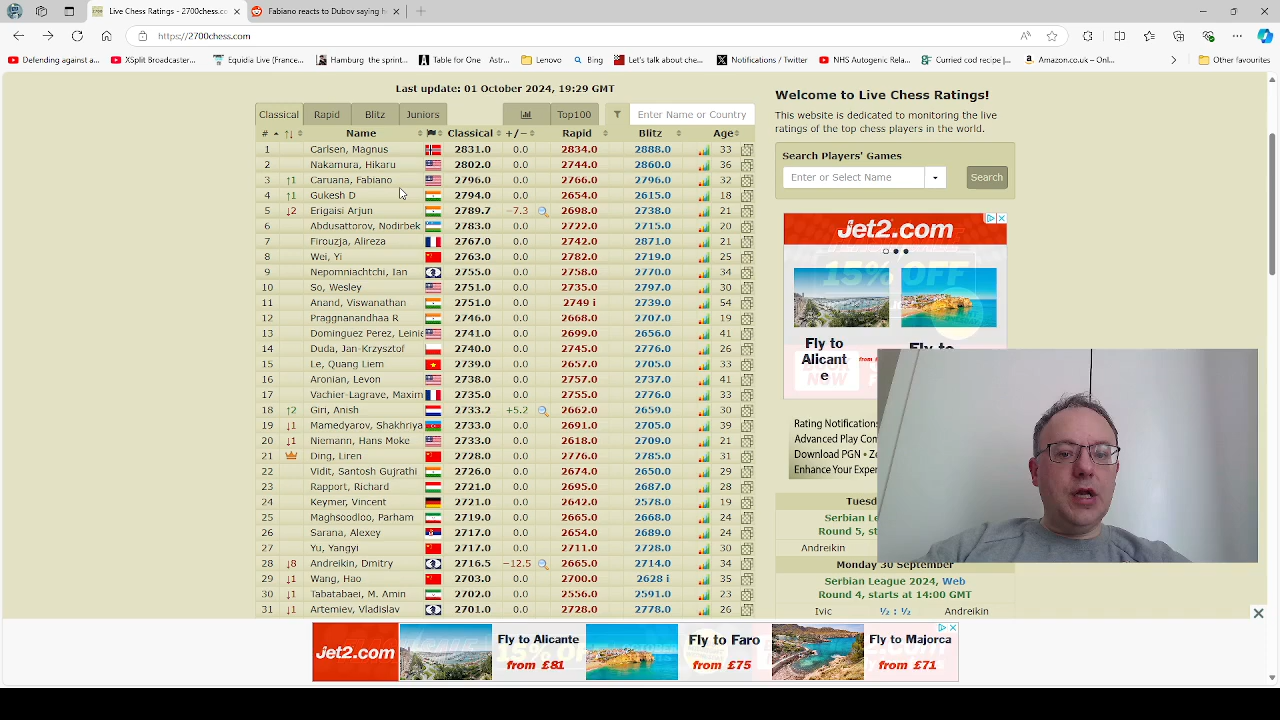 Live Chess Ratings - 2700chess.com
Fabiano reacts to Dubov saying h
https://2700chess.com
Defending against a...
XSplit Broadcaster...
Equidia Live (France...
Hamburg the sprint...
Table for One Astr...
Lenovo
Bing
Let's talk about che...
Notifications / Twitter
NHS Autogenic Rela...
Curried cod recipe |...
Amazon.co.uk – Onl...
Other favourites
Last update: 01 October 2024, 19:29 GMT
Classical Rapid Blitz Juniors Top100 Enter Name or Country
# Name Classical +/− Rapid Blitz Age
1 Carlsen, Magnus 2831.0 0.0 2834.0 2888.0 33
2 Nakamura, Hikaru 2802.0 0.0 2744.0 2860.0 36
3 ↑1 Caruana, Fabiano 2796.0 0.0 2766.0 2796.0 32
4 ↑1 Gukesh D 2794.0 0.0 2654.0 2615.0 18
5 ↓2 Erigaisi Arjun 2789.7 −7.3 2698.0 2738.0 21
6 Abdusattorov, Nodirbek 2783.0 0.0 2722.0 2715.0 20
7 Firouzja, Alireza 2767.0 0.0 2742.0 2871.0 21
8 Wei, Yi 2763.0 0.0 2782.0 2719.0 25
9 Nepomniachtchi, Ian 2755.0 0.0 2758.0 2770.0 34
10 So, Wesley 2751.0 0.0 2735.0 2797.0 30
11 Anand, Viswanathan 2751.0 0.0 2749 i 2739.0 54
12 Praggnanandhaa R 2746.0 0.0 2668.0 2707.0 19
13 Dominguez Perez, Leinie 2741.0 0.0 2699.0 2656.0 41
14 Duda, Jan-Krzysztof 2740.0 0.0 2745.0 2776.0 26
15 Le, Quang Liem 2739.0 0.0 2657.0 2705.0 33
16 Aronian, Levon 2738.0 0.0 2757.0 2737.0 41
17 Vachier-Lagrave, Maxim 2735.0 0.0 2755.0 2776.0 33
18 ↑2 Giri, Anish 2733.2 +5.2 2662.0 2659.0 30
19 ↓1 Mamedyarov, Shakhriya 2733.0 0.0 2691.0 2705.0 39
20 ↓1 Niemann, Hans Moke 2733.0 0.0 2618.0 2709.0 21
21 Ding, Liren 2728.0 0.0 2776.0 2785.0 31
22 Vidit, Santosh Gujrathi 2726.0 0.0 2674.0 2650.0 29
23 Rapport, Richard 2721.0 0.0 2695.0 2687.0 28
24 Keymer, Vincent 2721.0 0.0 2642.0 2578.0 19
25 Maghsoodloo, Parham 2719.0 0.0 2665.0 2668.0 24
26 Sarana, Alexey 2717.0 0.0 2654.0 2689.0 24
27 Yu, Yangyi 2717.0 0.0 2711.0 2728.0 30
28 ↓8 Andreikin, Dmitry 2716.5 −12.5 2665.0 2714.0 34
29 ↓1 Wang, Hao 2703.0 0.0 2700.0 2628 i 35
30 ↓1 Tabatabaei, M. Amin 2702.0 0.0 2556.0 2591.0 23
31 ↓1 Artemiev, Vladislav 2701.0 0.0 2728.0 2778.0 26
Welcome to Live Chess Ratings!
This website is dedicated to monitoring the live
ratings of the top chess players in the world.
Search Players' Games
Enter or Select Name Search
Jet2.com
15% OFF
Fly to
Alicant
e
Fly to
Rating Notifications
Advanced Play Con
Download PGN
Enhance Your Expe
Tuesd
Serbian Le
Round 5, st
Andreikin
Monday 30 September
Serbian League 2024, Web
Round 4, starts at 14:00 GMT
Ivic ½ : ½ Andreikin
Jet2.com
Fly to Alicante
from £81
Fly to Faro
from £75
Fly to Majorca
from £71